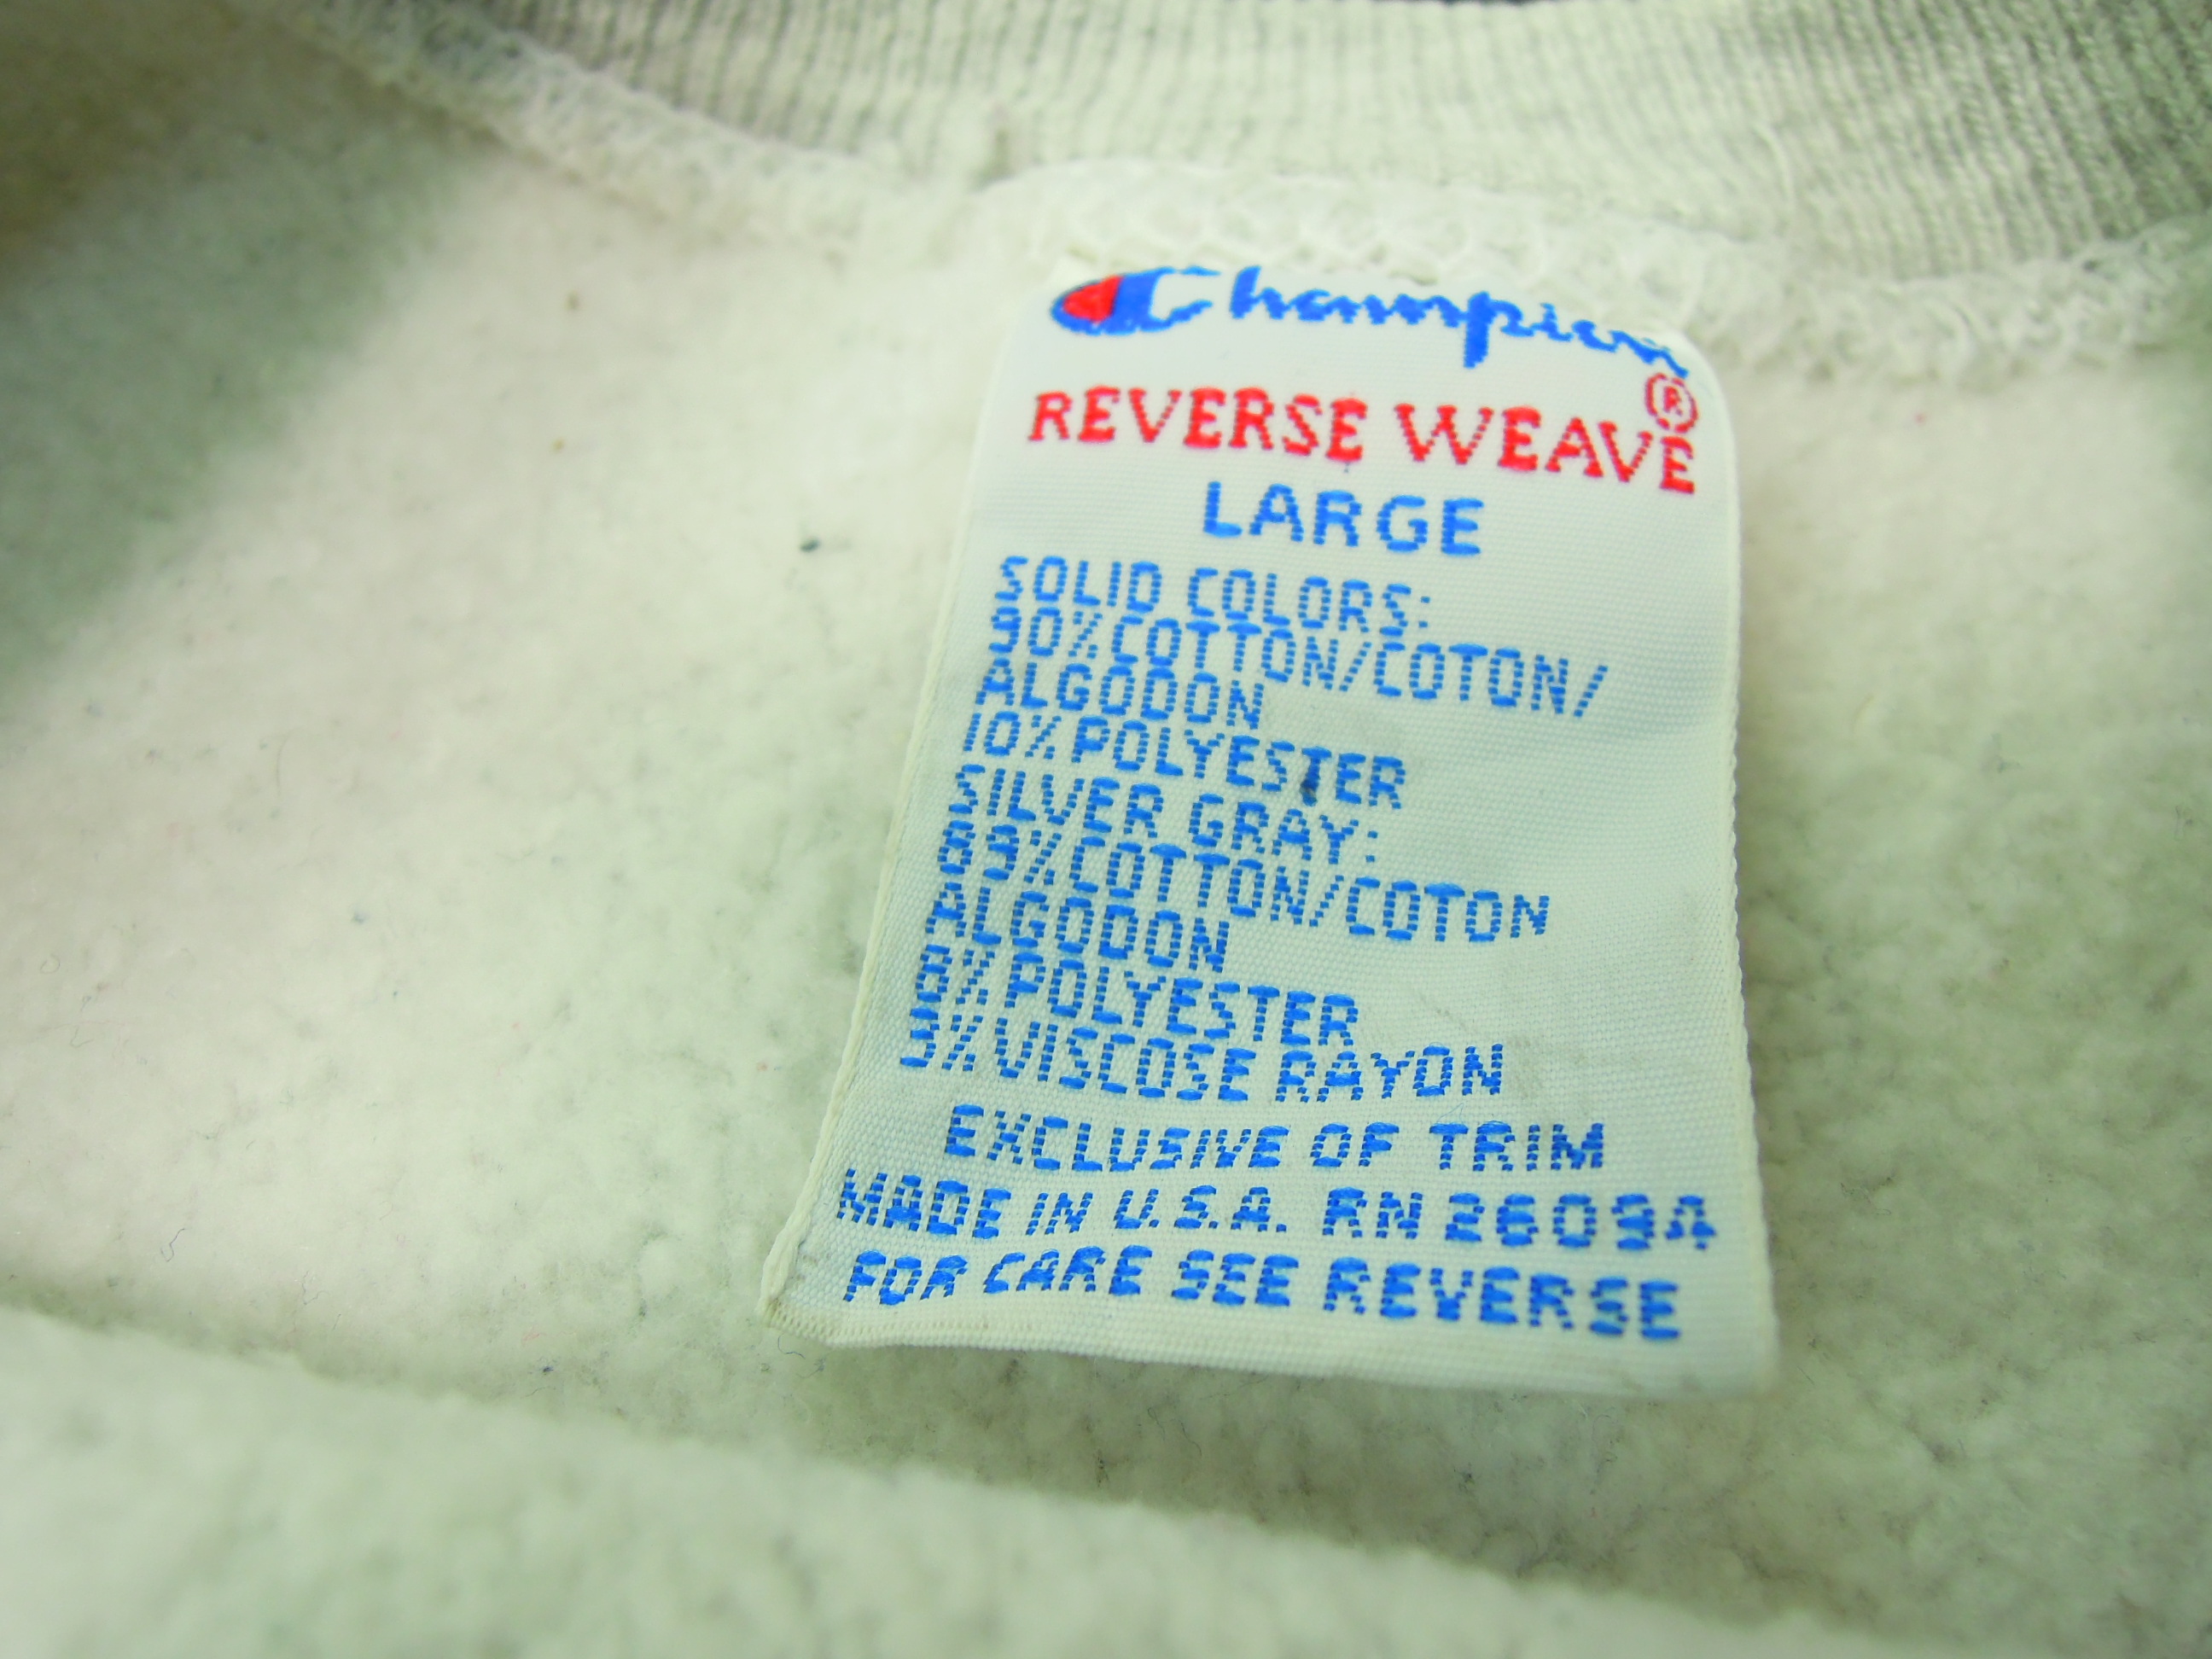 Champion
REVERSE WEAVE®
LARGE
SOLID COLORS:
90% COTTON/COTON/
ALGODON
10% POLYESTER
SILVER GRAY:
89% COTTON/COTON
ALGODON
8% POLYESTER
3% VISCOSE RAYON
EXCLUSIVE OF TRIM
MADE IN U.S.A. RN 26094
FOR CARE SEE REVERSE